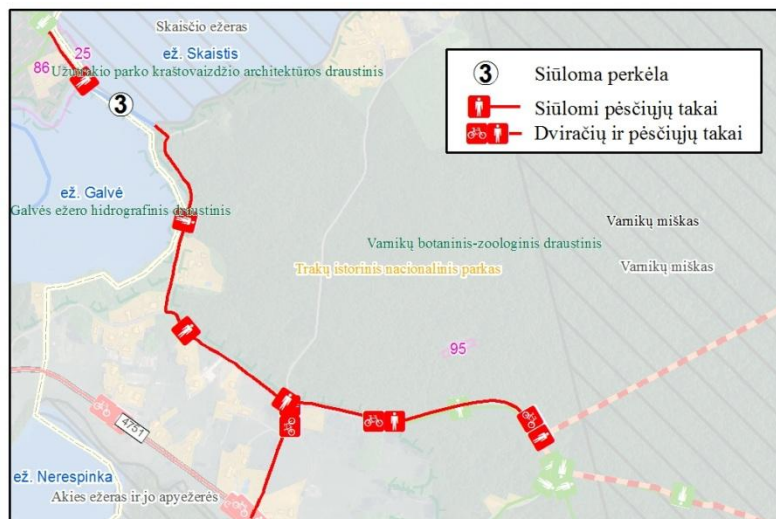 Skaisčio ežeras
ež. Skaistis
25
86
Užutrakio parko kraštovaizdžio architektūros draustinis
3
3 Siūloma perkėla
Siūlomi pėsčiųjų takai
Dviračių ir pėsčiųjų takai
ež. Galvė
Galvės ežero hidrografinis draustinis
Varnikų miškas
Varnikų botaninis-zoologinis draustinis
Trakų istorinis nacionalinis parkas
Varnikų miškas
95
4751
ež. Nerespinka
Akies ežeras ir jo apyežerės